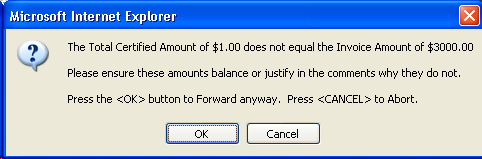 Microsoft Internet Explorer
The Total Certified Amount of $1.00 does not equal the Invoice Amount of $3000.00
Please ensure these amounts balance or justify in the comments why they do not.
Press the <OK> button to Forward anyway.  Press <CANCEL> to Abort.
OK
Cancel